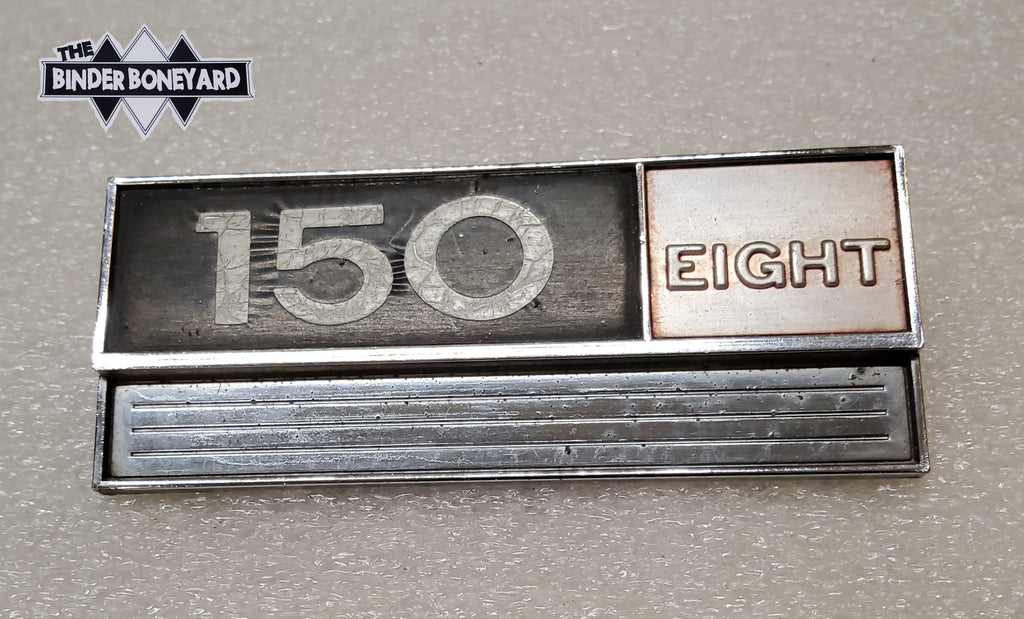 THE
BINDER BONEYARD
150 EIGHT